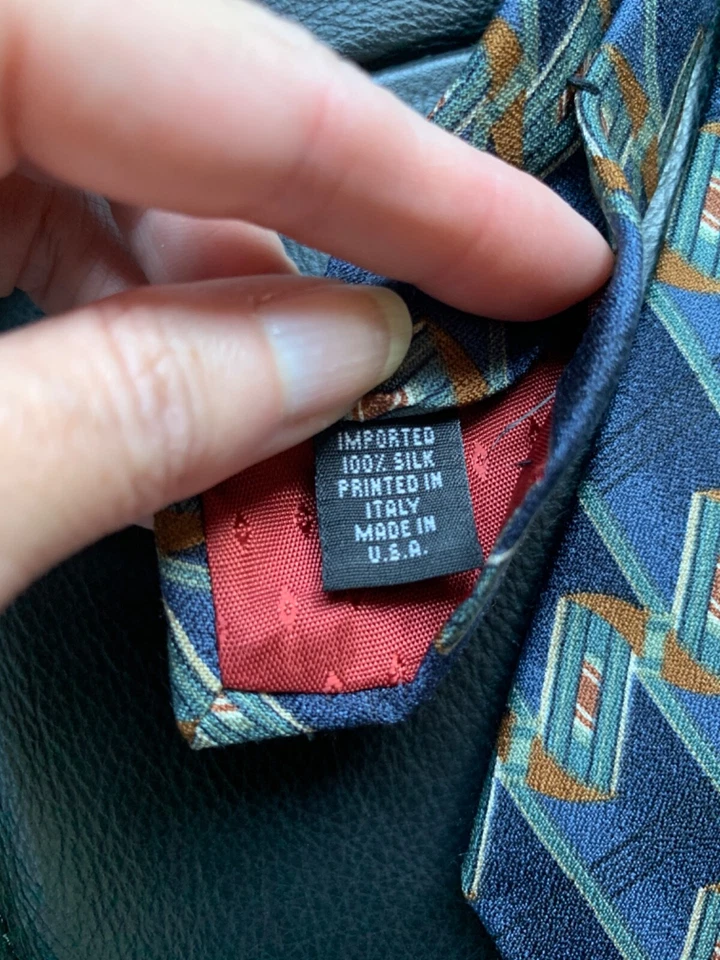 IMPORTED
100% SILK
PRINTED IN
ITALY
MADE IN
U.S.A.